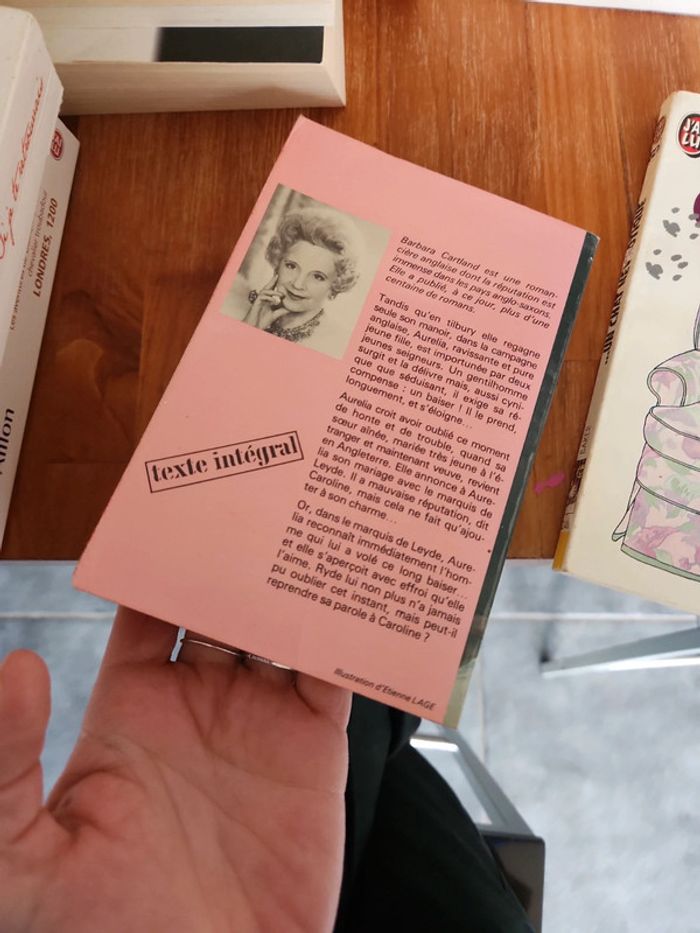 Barbara Cartland est une roman-
cière anglaise dont la réputation est
immense dans les pays anglo-saxons.
Elle a publié, à ce jour, plus d'une
centaine de romans.
Tandis qu'en tilbury elle regagne
seule son manoir, dans la campagne
anglaise, Aurelia, ravissante et pure
jeune fille, est importunée par deux
jeunes seigneurs. Un gentilhomme
surgit et la délivre mais, aussi cyni-
que que séduisant, il exige sa ré-
compense : un baiser ! Il le prend,
longuement, et s'éloigne...
Aurelia croit avoir oublié ce moment
de honte et de trouble, quand sa
sœur aînée, mariée très jeune à l'é-
tranger et maintenant veuve, revient
en Angleterre. Elle annonce à Aure-
lia son mariage avec le marquis de
Leyde. Il a mauvaise réputation, dit
Caroline, mais cela ne fait qu'ajou-
ter à son charme...
Or, dans le marquis de Leyde, Aure-
lia reconnaît immédiatement l'hom-
me qui lui a volé ce long baiser...
et elle s'aperçoit avec effroi qu'elle
l'aime. Ryde lui non plus n'a jamais
pu oublier cet instant, mais peut-il
reprendre sa parole à Caroline ?
texte intégral
Illustration d'Etienne LAGE
chevalier troubadour
LONDRES, 1200
J'AI
LU